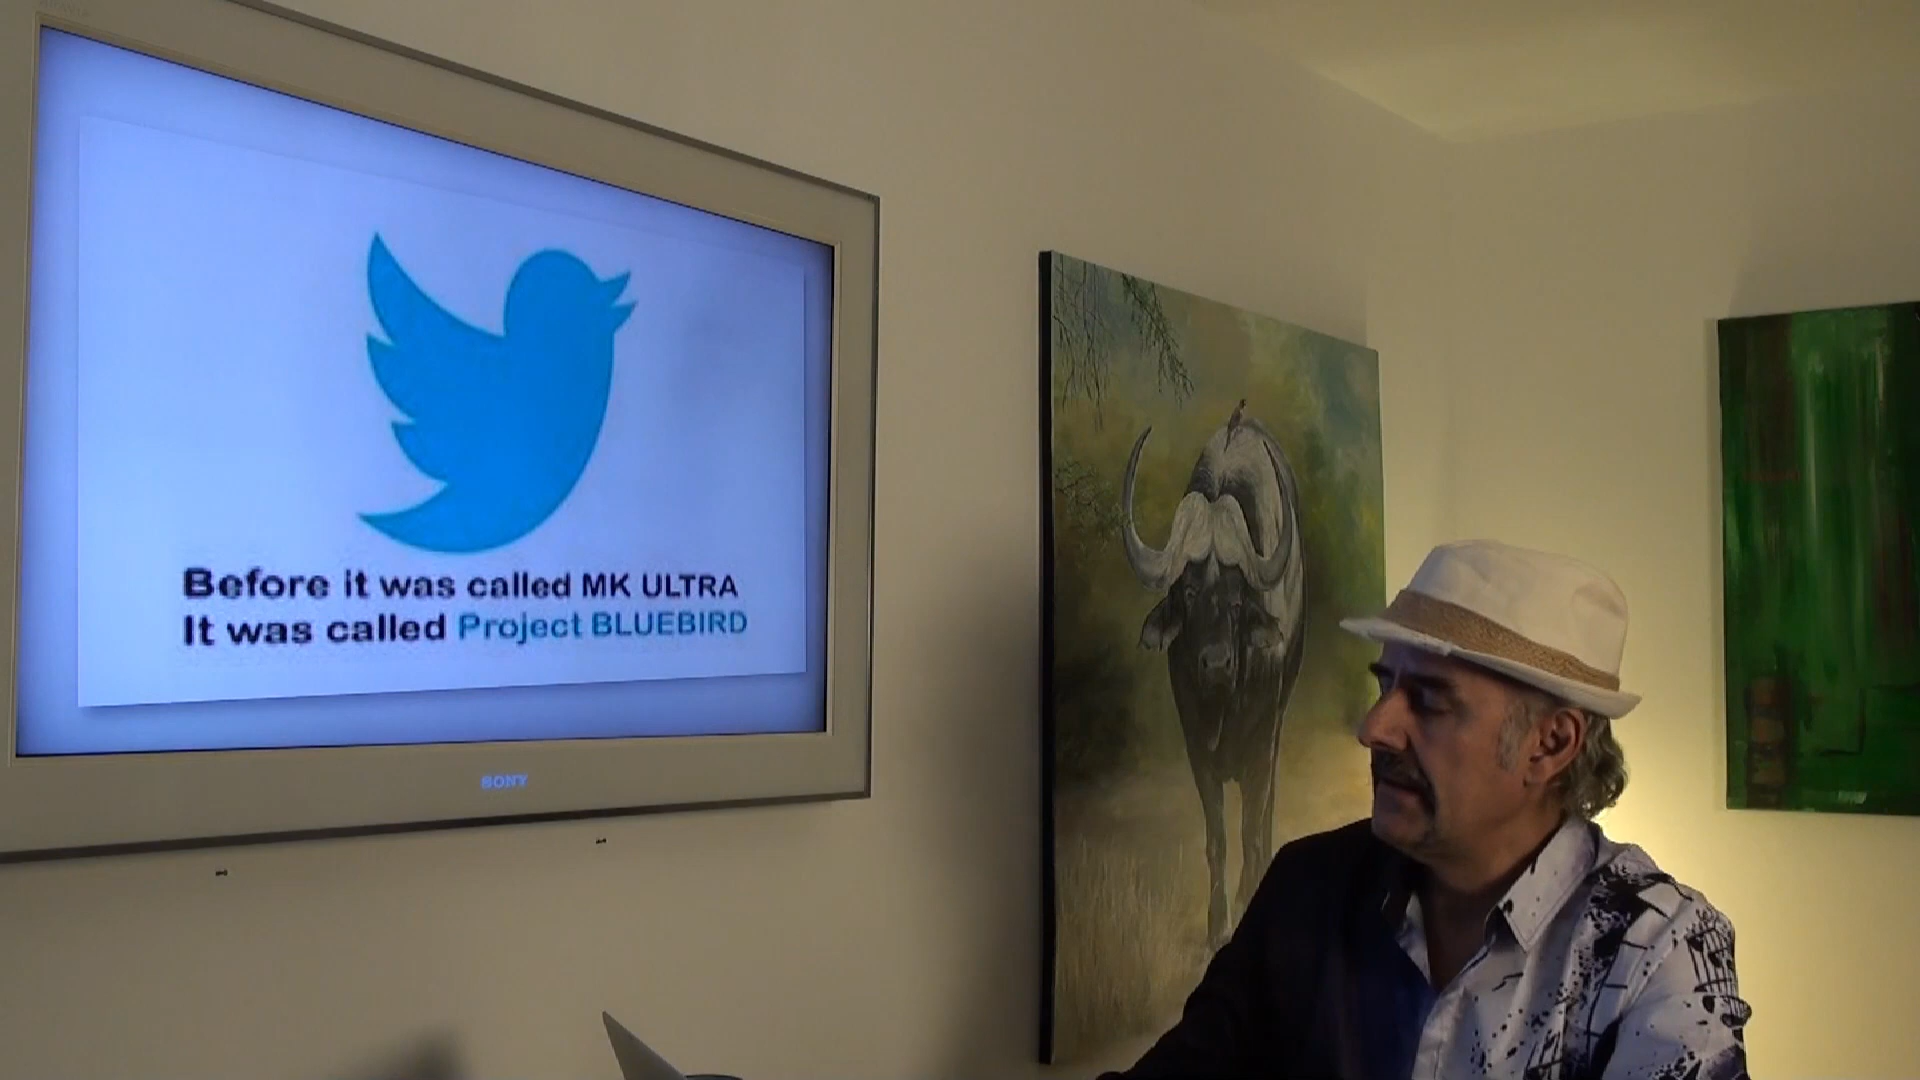 Before it was called MK ULTRA
It was called Project BLUEBIRD
SONY